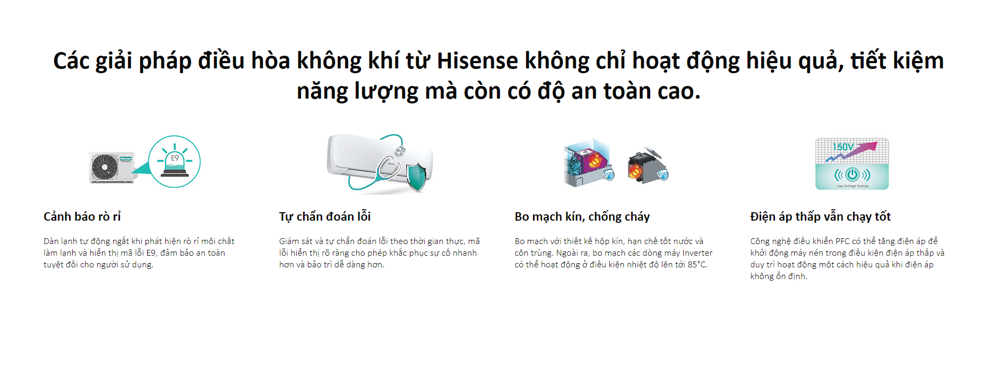 Các giải pháp điều hòa không khí từ Hisense không chỉ hoạt động hiệu quả, tiết kiệm
năng lượng mà còn có độ an toàn cao.
Hisense
E9
150V
Low Voltage Startup
Cảnh báo rò rỉ
Dàn lạnh tự động ngắt khi phát hiện rò rỉ môi chất
làm lạnh và hiển thị mã lỗi E9, đảm bảo an toàn
tuyệt đối cho người sử dụng.
Tự chẩn đoán lỗi
Giám sát và tự chẩn đoán lỗi theo thời gian thực, mã
lỗi hiển thị rõ ràng cho phép khắc phục sự cố nhanh
hơn và bảo trì dễ dàng hơn.
Bo mạch kín, chống cháy
Bo mạch với thiết kế hộp kín, hạn chế tốt nước và
côn trùng. Ngoài ra, bo mạch các dòng máy Inverter
có thể hoạt động ở điều kiện nhiệt độ lên tới 85°C.
Điện áp thấp vẫn chạy tốt
Công nghệ điều khiển PFC có thể tăng điện áp để
khởi động máy nén trong điều kiện điện áp thấp và
duy trì hoạt động một cách hiệu quả khi điện áp
không ổn định.